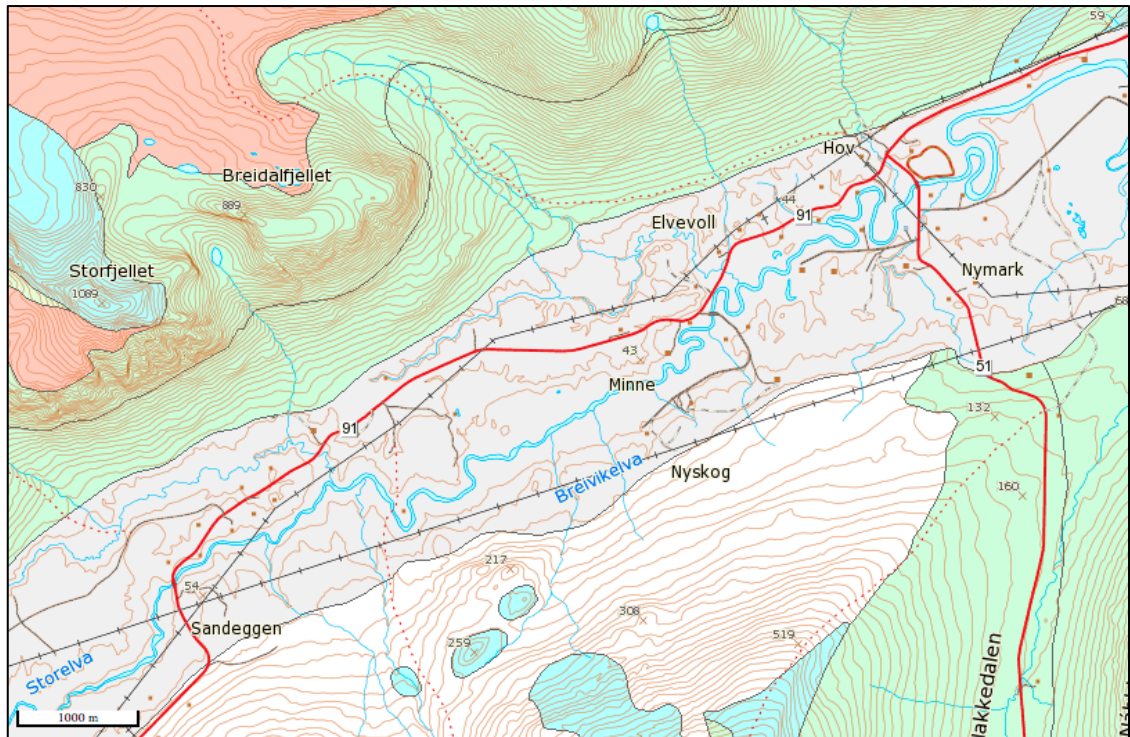 59
Hov
Breidalfjellet
830
889
44
91
Elvevoll
Storfjellet
1089
Nymark
68
43
51
Minne
132
91
Breivikelva
Nyskog
160
217
54
308
Sandeggen
259
519
Storelva
1000 m